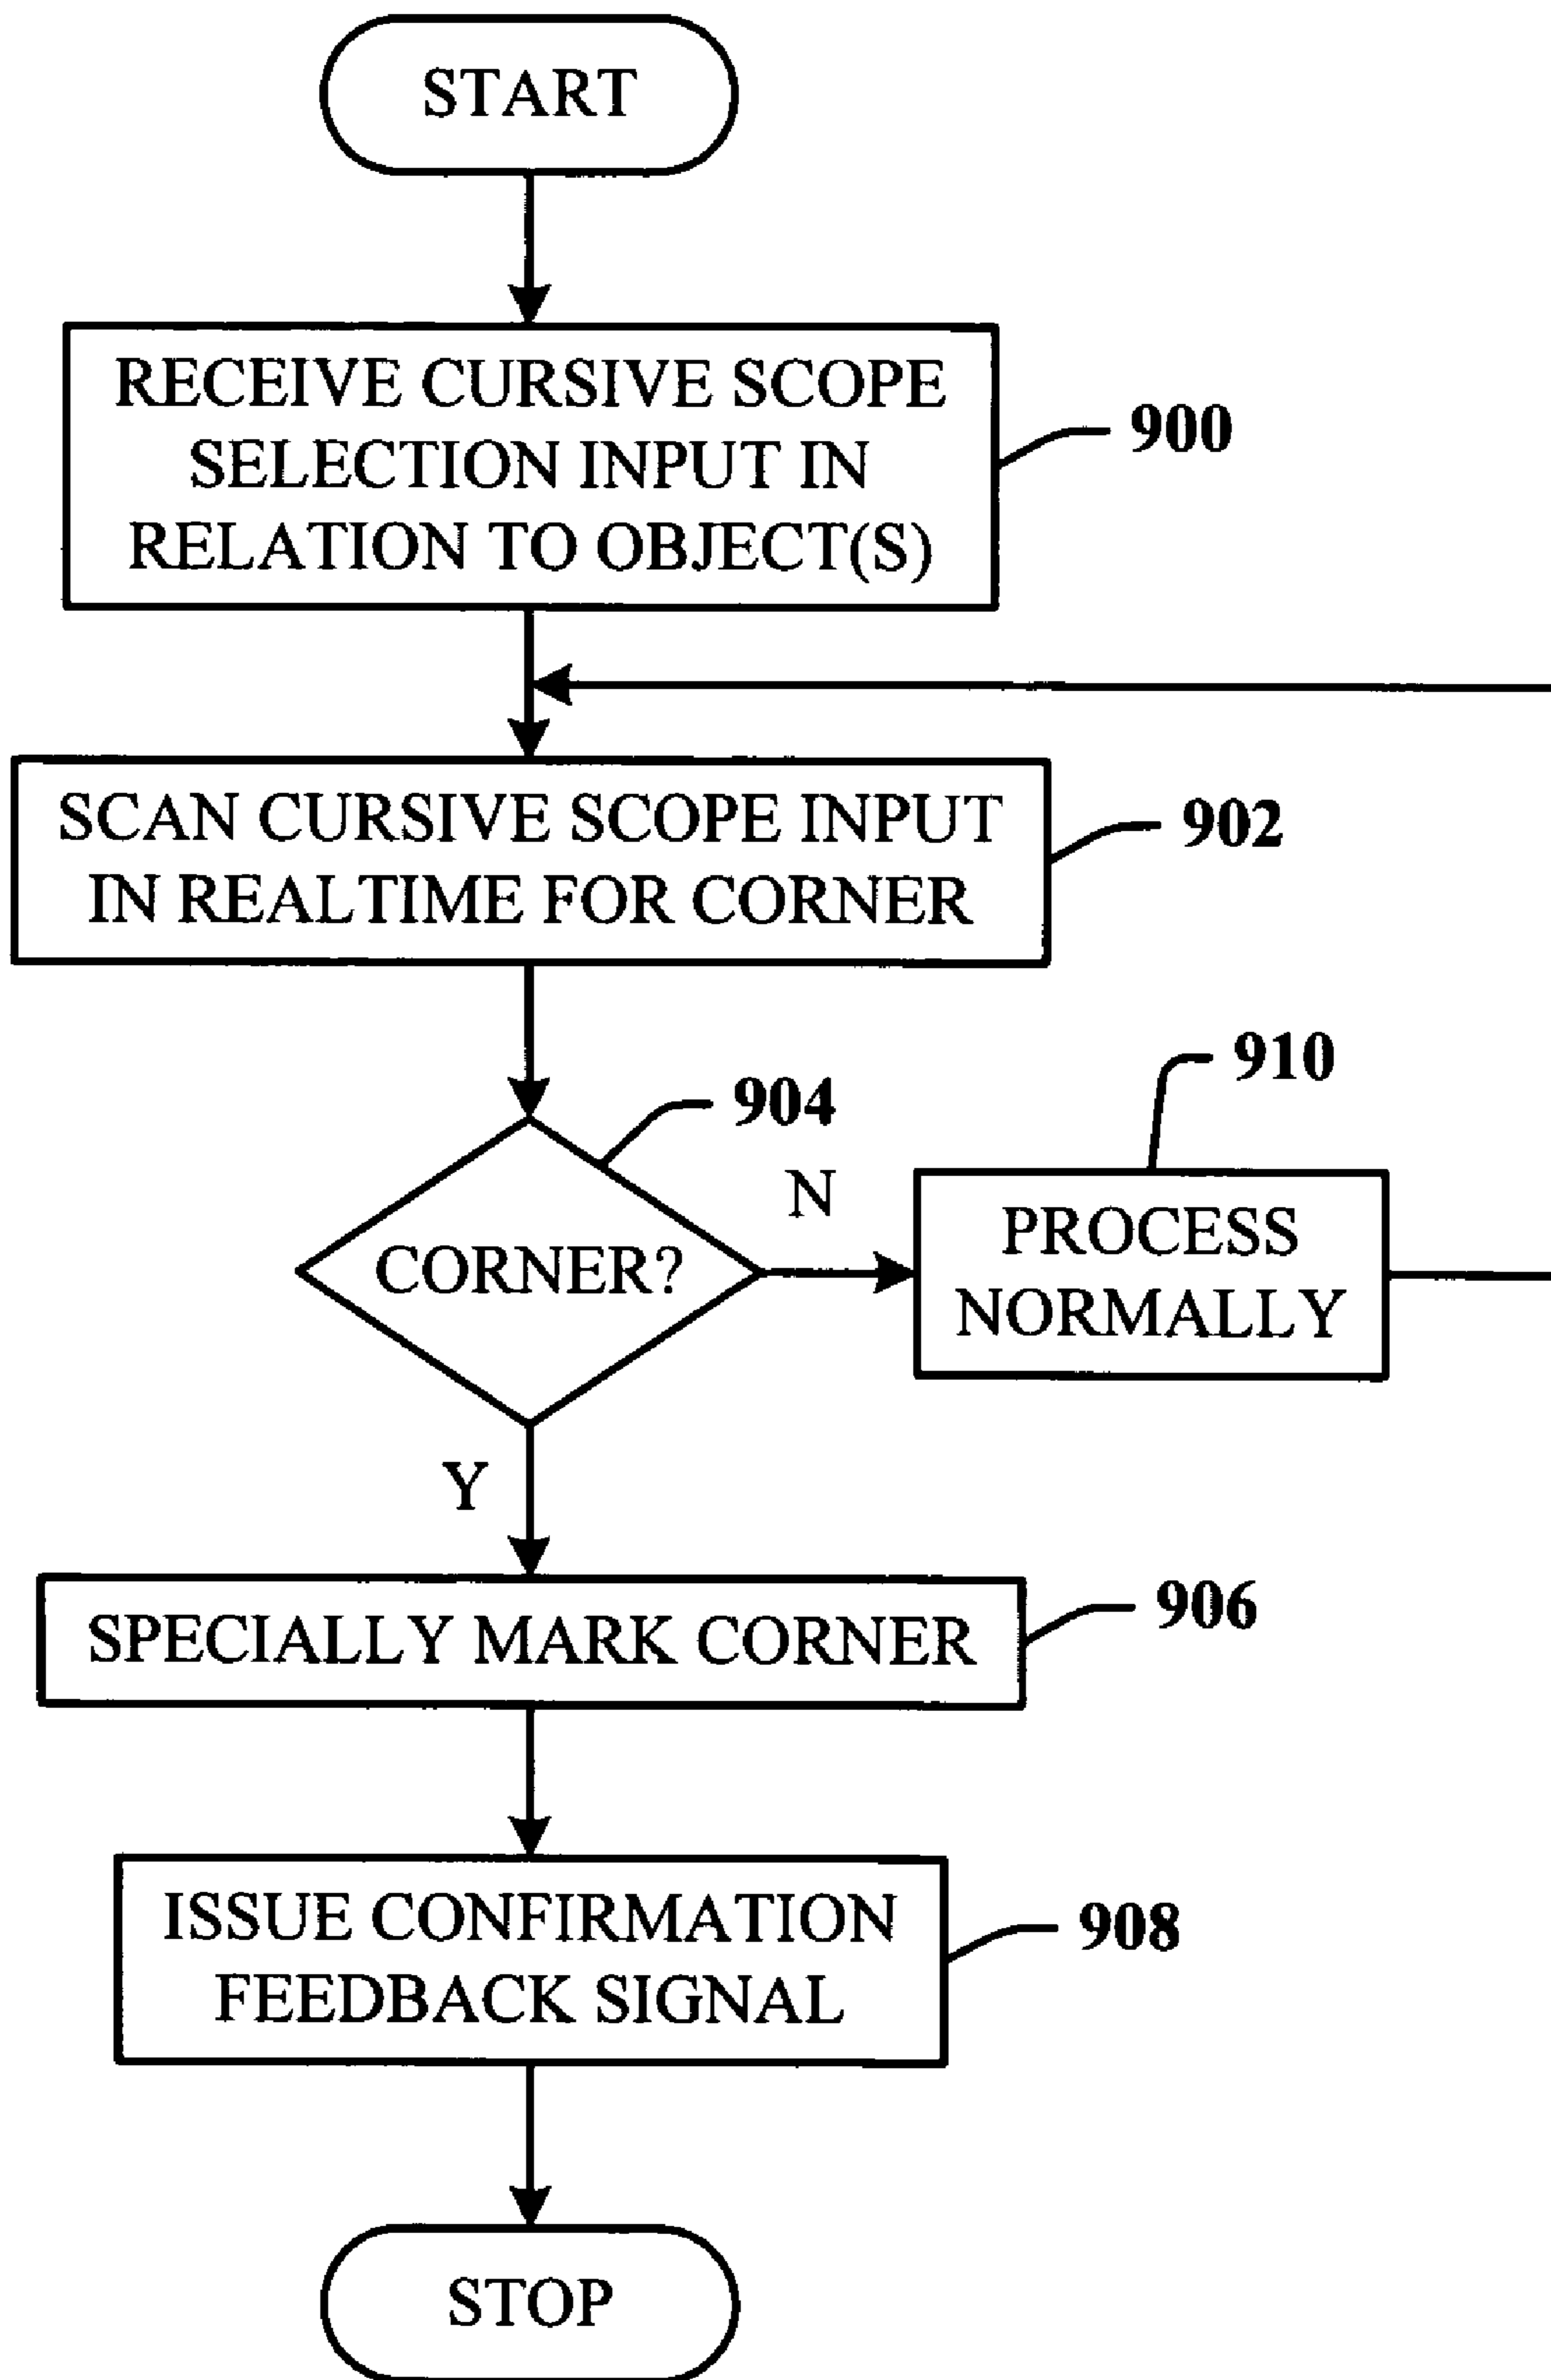 START
RECEIVE CURSIVE SCOPE
SELECTION INPUT IN
RELATION TO OBJECT(S)
900
SCAN CURSIVE SCOPE INPUT
IN REALTIME FOR CORNER
902
904
910
N
CORNER?
PROCESS
NORMALLY
Y
SPECIALLY MARK CORNER
906
ISSUE CONFIRMATION
FEEDBACK SIGNAL
908
STOP